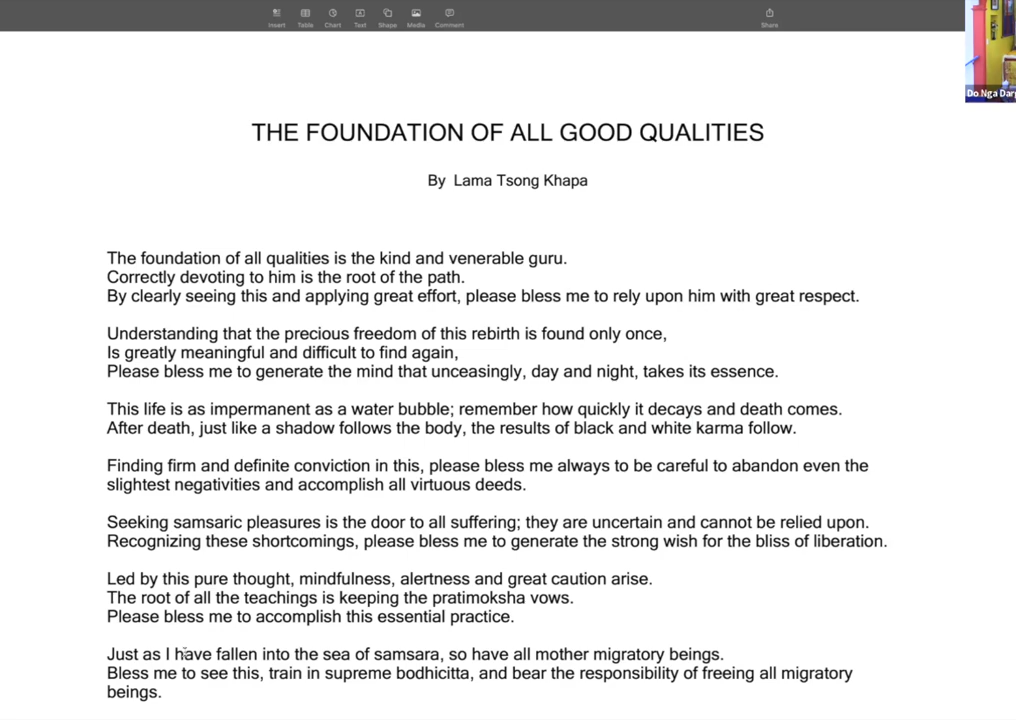 Insert Table Chart Text Shape Media Comment Share
Do Nga Darg
THE FOUNDATION OF ALL GOOD QUALITIES
By Lama Tsong Khapa
The foundation of all qualities is the kind and venerable guru.
Correctly devoting to him is the root of the path.
By clearly seeing this and applying great effort, please bless me to rely upon him with great respect.
Understanding that the precious freedom of this rebirth is found only once,
Is greatly meaningful and difficult to find again,
Please bless me to generate the mind that unceasingly, day and night, takes its essence.
This life is as impermanent as a water bubble; remember how quickly it decays and death comes.
After death, just like a shadow follows the body, the results of black and white karma follow.
Finding firm and definite conviction in this, please bless me always to be careful to abandon even the
slightest negativities and accomplish all virtuous deeds.
Seeking samsaric pleasures is the door to all suffering; they are uncertain and cannot be relied upon.
Recognizing these shortcomings, please bless me to generate the strong wish for the bliss of liberation.
Led by this pure thought, mindfulness, alertness and great caution arise.
The root of all the teachings is keeping the pratimoksha vows.
Please bless me to accomplish this essential practice.
Just as I have fallen into the sea of samsara, so have all mother migratory beings.
Bless me to see this, train in supreme bodhicitta, and bear the responsibility of freeing all migratory
beings.